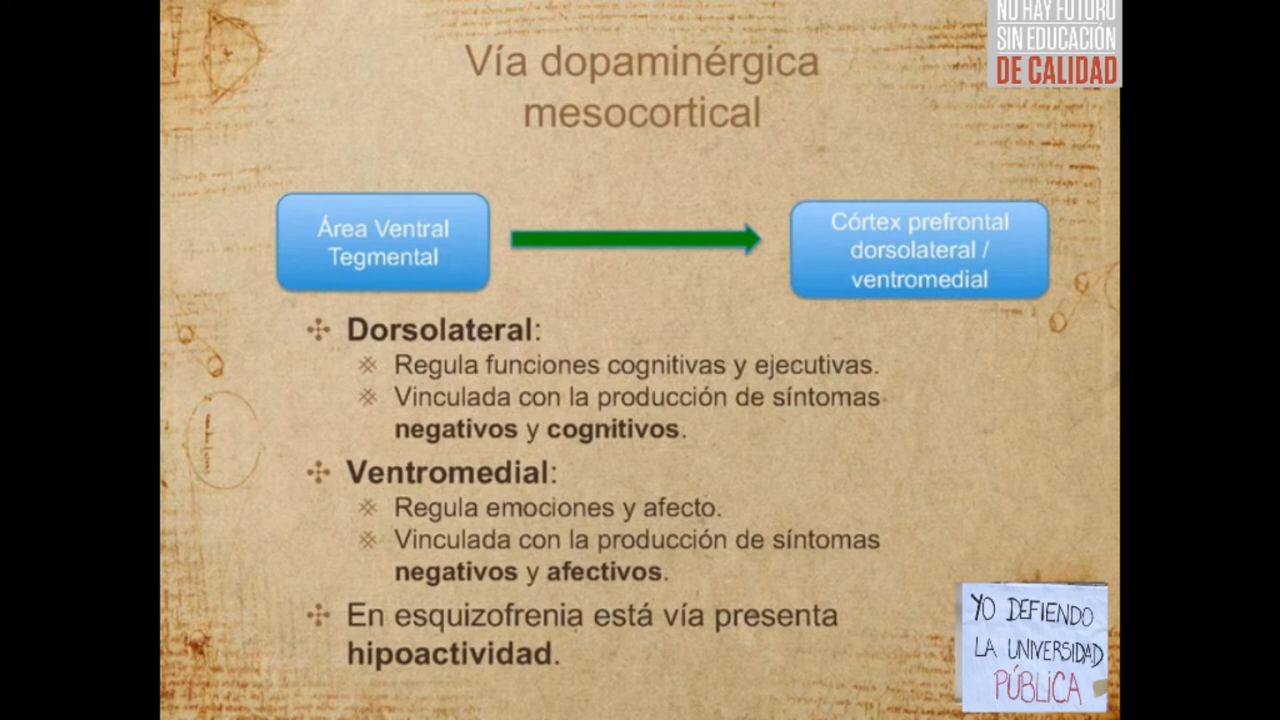 NO HAY FUTURO
SIN EDUCACIÓN
DE CALIDAD
Vía dopaminérgica
mesocortical
Área Ventral
Tegmental
Córtex prefrontal
dorsolateral /
ventromedial
Dorsolateral:
Regula funciones cognitivas y ejecutivas.
Vinculada con la producción de síntomas
negativos y cognitivos.
Ventromedial:
Regula emociones y afecto.
Vinculada con la producción de síntomas
negativos y afectivos.
En esquizofrenia está vía presenta
hipoactividad.
YO DEFIENDO
LA UNIVERSIDAD
PÚBLICA